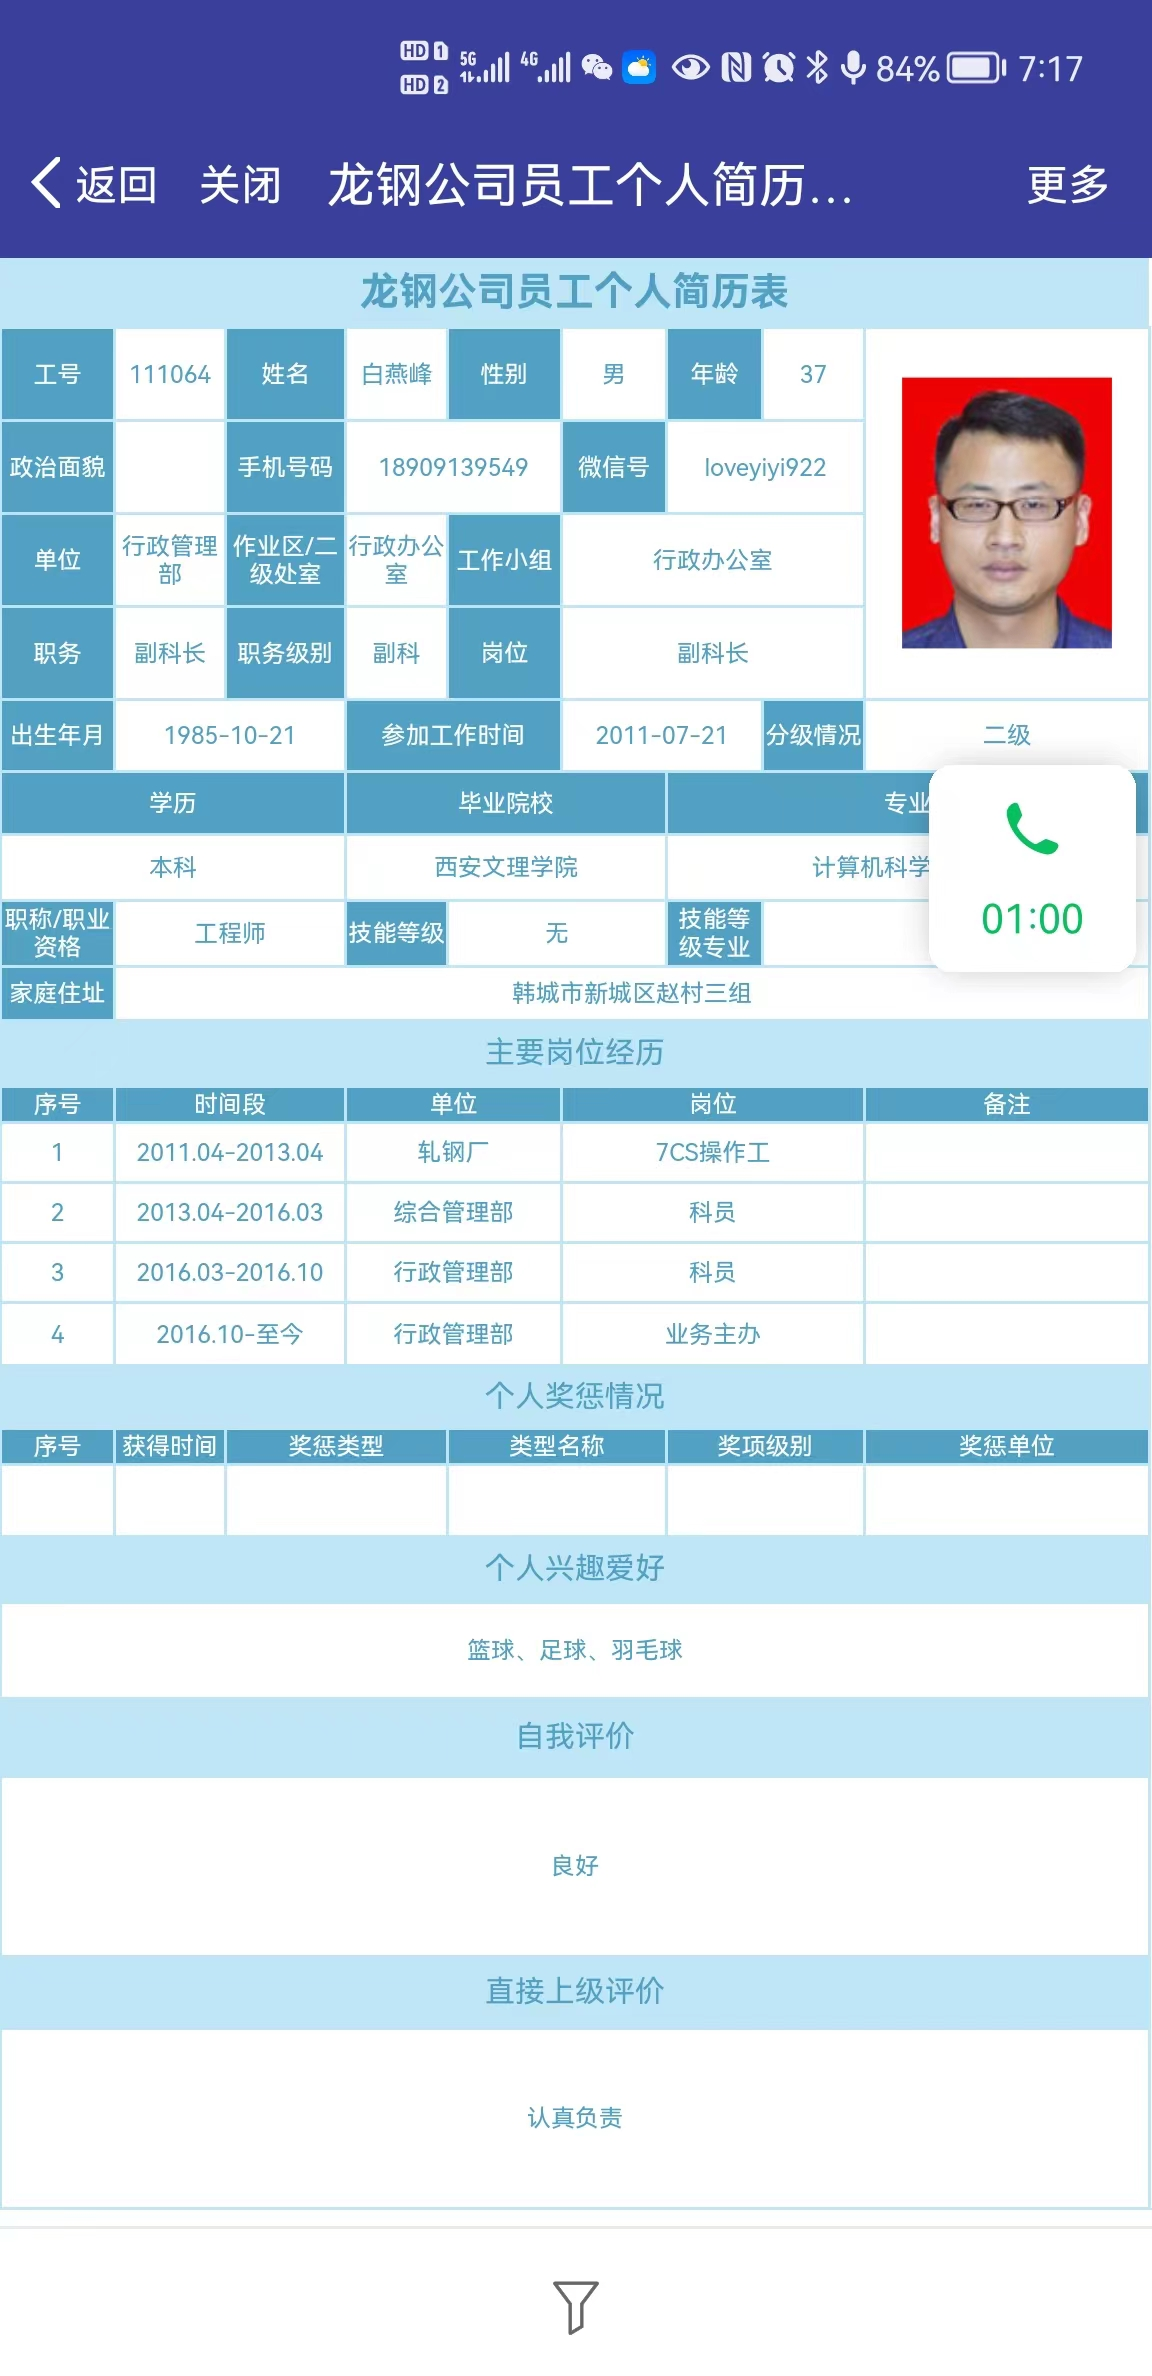 HD 1 5G 4G 84% 7:17
HD 2
返回 关闭 龙钢公司员工个人简历... 更多
龙钢公司员工个人简历表
工号 111064 姓名 白燕峰 性别 男 年龄 37
政治面貌 手机号码 18909139549 微信号 loveyiyi922
单位 行政管理部 作业区/二级处室 行政办公室 工作小组 行政办公室
职务 副科长 职务级别 副科 岗位 副科长
出生年月 1985-10-21 参加工作时间 2011-07-21 分级情况 二级
学历 毕业院校 专业
本科 西安文理学院 计算机科学
01:00
职称/职业资格 工程师 技能等级 无 技能等级专业
家庭住址 韩城市新城区赵村三组
主要岗位经历
序号 时间段 单位 岗位 备注
1 2011.04-2013.04 轧钢厂 7CS操作工
2 2013.04-2016.03 综合管理部 科员
3 2016.03-2016.10 行政管理部 科员
4 2016.10-至今 行政管理部 业务主办
个人奖惩情况
序号 获得时间 奖惩类型 类型名称 奖项级别 奖惩单位
个人兴趣爱好
篮球、足球、羽毛球
自我评价
良好
直接上级评价
认真负责